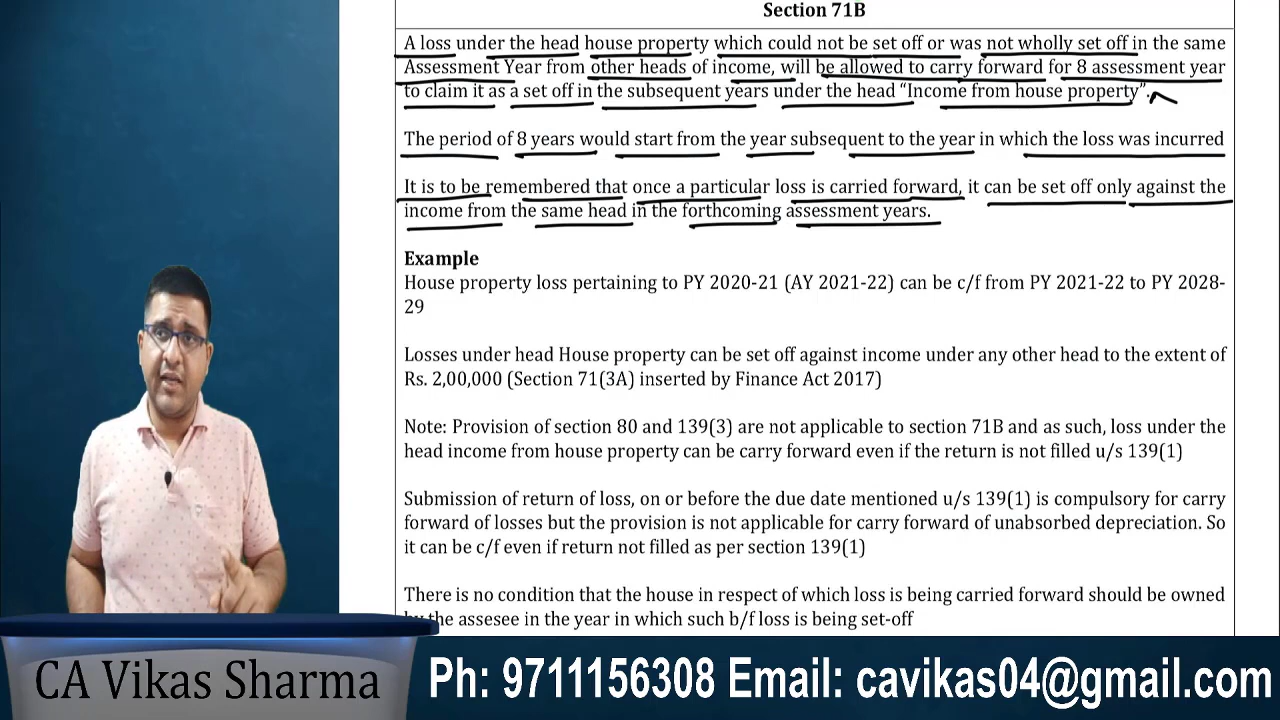 Section 71B
A loss under the head house property which could not be set off or was not wholly set off in the same
Assessment Year from other heads of income, will be allowed to carry forward for 8 assessment year
to claim it as a set off in the subsequent years under the head “Income from house property”.
The period of 8 years would start from the year subsequent to the year in which the loss was incurred
It is to be remembered that once a particular loss is carried forward, it can be set off only against the
income from the same head in the forthcoming assessment years.
Example
House property loss pertaining to PY 2020-21 (AY 2021-22) can be c/f from PY 2021-22 to PY 2028-
29
Losses under head House property can be set off against income under any other head to the extent of
Rs. 2,00,000 (Section 71(3A) inserted by Finance Act 2017)
Note: Provision of section 80 and 139(3) are not applicable to section 71B and as such, loss under the
head income from house property can be carry forward even if the return is not filled u/s 139(1)
Submission of return of loss, on or before the due date mentioned u/s 139(1) is compulsory for carry
forward of losses but the provision is not applicable for carry forward of unabsorbed depreciation. So
it can be c/f even if return not filled as per section 139(1)
There is no condition that the house in respect of which loss is being carried forward should be owned
by the assesee in the year in which such b/f loss is being set-off
CA Vikas Sharma
Ph: 9711156308 Email: cavikas04@gmail.com